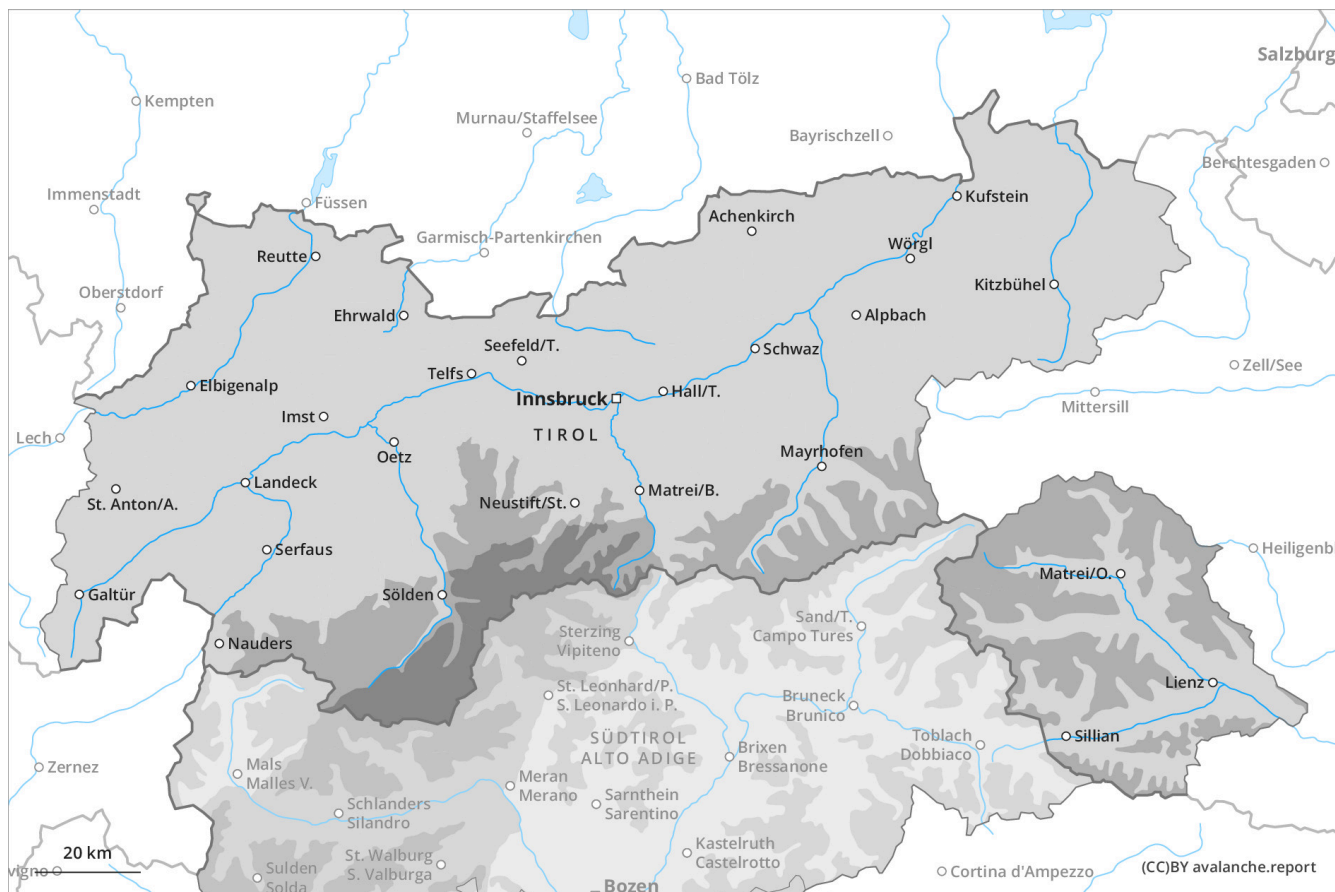 Salzburg
Bad Tölz
Kempten
Murnau/Staffelsee
Bayrischzell
Berchtesgaden
Immenstadt
Füssen
Kufstein
Achenkirch
Garmisch-Partenkirchen
Wörgl
Reutte
Kitzbühel
Oberstdorf
Ehrwald
Alpbach
Seefeld/T.
Schwaz
Zell/See
Telfs
Elbigenalp
Hall/T.
Innsbruck
Mittersill
Imst
TIROL
Lech
Oetz
Mayrhofen
Landeck
Matrei/B.
St. Anton/A.
Neustift/St.
Serfaus
Heiligenb
Matrei/O.
Galtür
Sölden
Sand/T.
Campo Tures
Sterzing
Vipiteno
Nauders
Lienz
St. Leonhard/P.
S. Leonardo i. P.
Bruneck
Brunico
SÜDTIROL
ALTO ADIGE
Toblach
Dobbiaco
Sillian
Brixen
Bressanone
Zernez
Mals
Malles V.
Meran
Merano
Sarnthein
Sarentino
Schlanders
Silandro
Kastelruth
Castelrotto
20 km
St. Walburg
S. Valburga
vigno
Sulden
Solda
Cortina d'Ampezzo
(CC)BY avalanche.report
Bozen